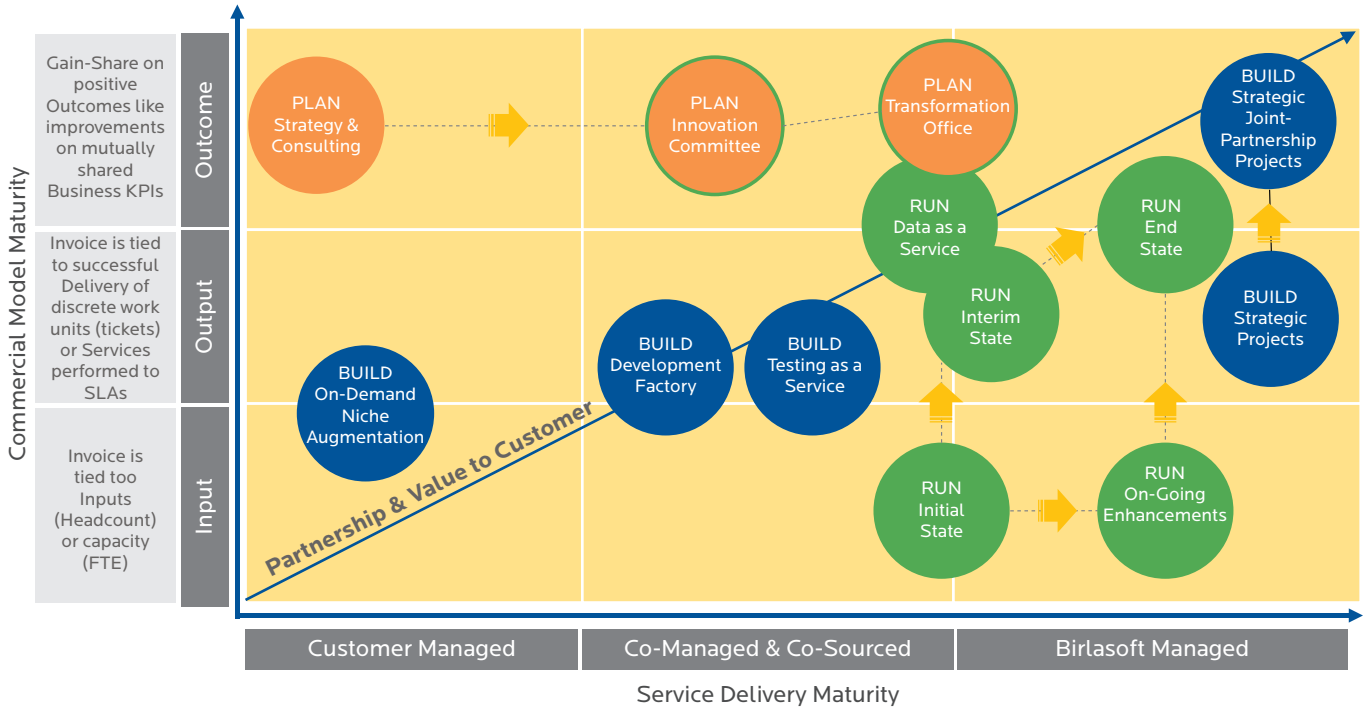 Commercial Model Maturity
Gain-Share on
positive
Outcomes like
improvements
on mutually
shared
Business KPIs
Outcome
Invoice is tied
to successful
Delivery of
discrete work
units (tickets)
or Services
performed to
SLAs
Output
Invoice is
tied too
Inputs
(Headcount)
or capacity
(FTE)
Input
PLAN
Strategy &
Consulting
PLAN
Innovation
Committee
PLAN
Transformation
Office
BUILD
Strategic
Joint-
Partnership
Projects
RUN
Data as a
Service
RUN
End
State
RUN
Interim
State
BUILD
Strategic
Projects
BUILD
On-Demand
Niche
Augmentation
BUILD
Development
Factory
BUILD
Testing as a
Service
Partnership & Value to Customer
RUN
Initial
State
RUN
On-Going
Enhancements
Customer Managed
Co-Managed & Co-Sourced
Birlasoft Managed
Service Delivery Maturity